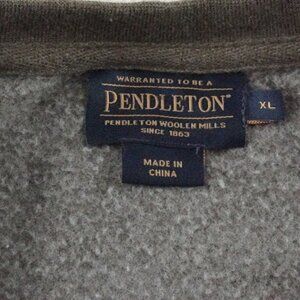 WARRANTED TO BE A
PENDLETON®
PENDLETON WOOLEN MILLS
SINCE 1863
XL
MADE IN
CHINA